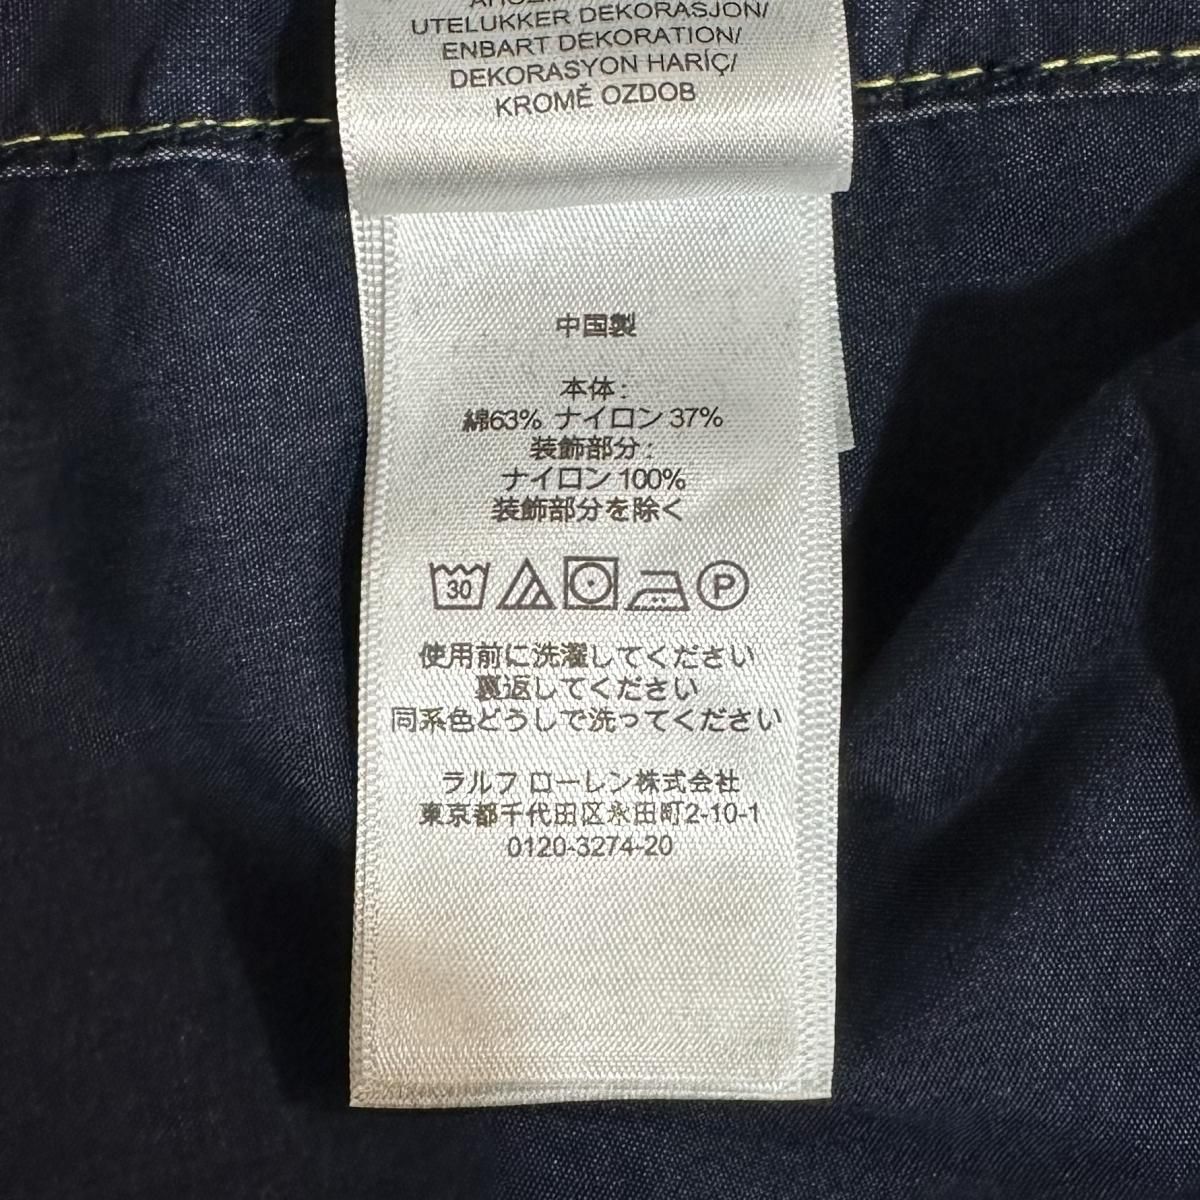 UTELUKKER DEKORASJON/
ENBART DEKORATION/
DEKORASYON HARİÇ/
KROMĚ OZDOB
中国製
本体:
綿63% ナイロン 37%
装飾部分:
ナイロン 100%
装飾部分を除く
30 P
使用前に洗濯してください
裏返してください
同系色どうしで洗ってください
ラルフ ローレン株式会社
東京都千代田区永田町2-10-1
0120-3274-20